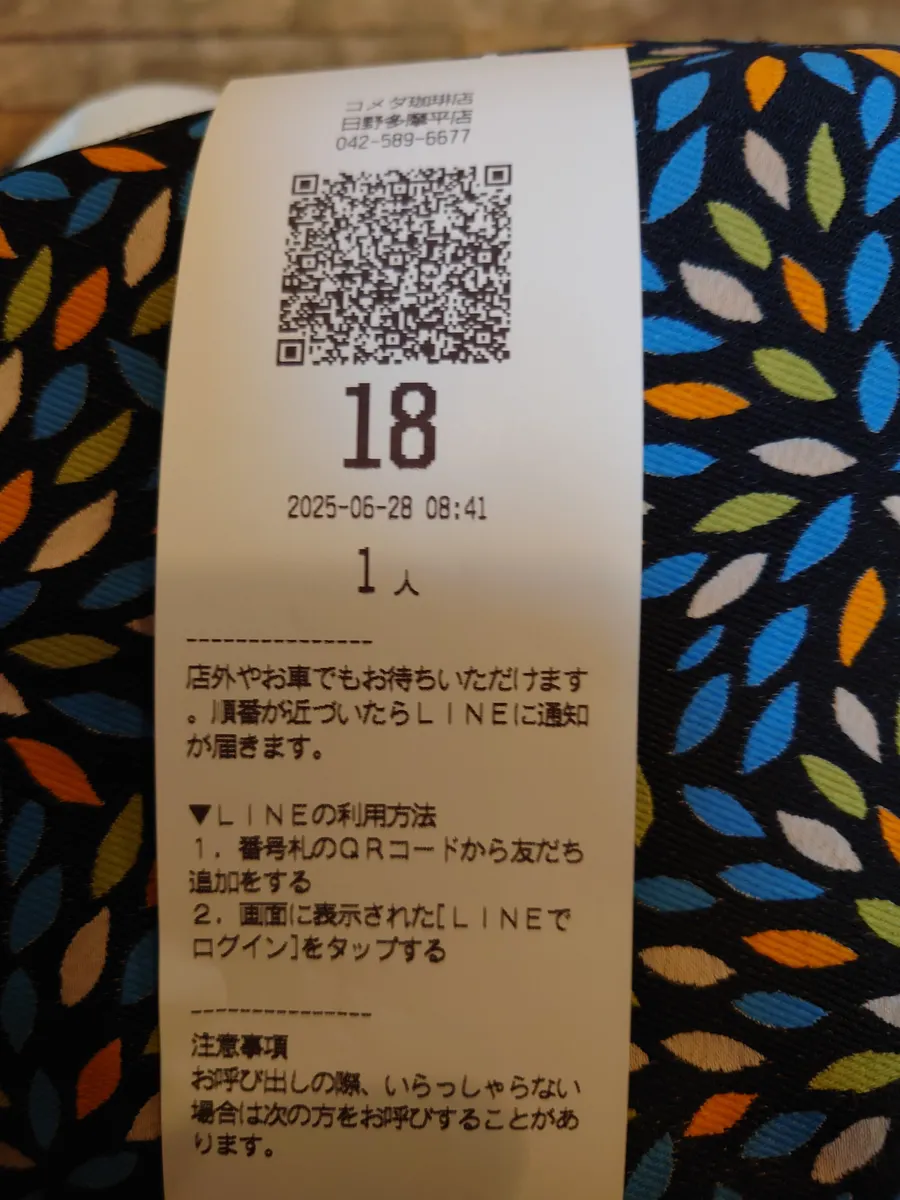 コメダ珈琲店
日野多摩平店
042-589-6677
18
2025-06-28 08:41
1 人
---------------
店外やお車でもお待ちいただけます
。順番が近づいたらＬＩＮＥに通知
が届きます。
▼ＬＩＮＥの利用方法
１．番号札のＱＲコードから友だち
追加をする
２．画面に表示された[ＬＩＮＥで
ログイン]をタップする
---------------
注意事項
お呼び出しの際、いらっしゃらない
場合は次の方をお呼びすることがあ
ります。